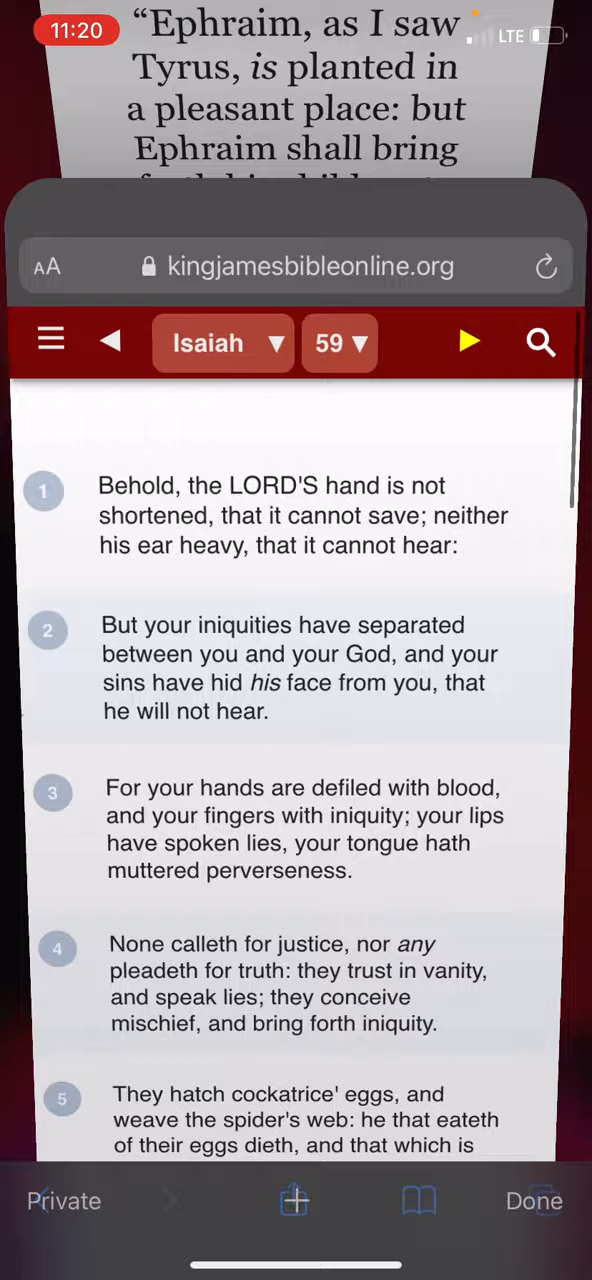 11:20
LTE
“Ephraim, as I saw
Tyrus, is planted in
a pleasant place: but
Ephraim shall bring
AA
kingjamesbibleonline.org
Isaiah ▼
59 ▼
1
Behold, the LORD'S hand is not
shortened, that it cannot save; neither
his ear heavy, that it cannot hear:
2
But your iniquities have separated
between you and your God, and your
sins have hid his face from you, that
he will not hear.
3
For your hands are defiled with blood,
and your fingers with iniquity; your lips
have spoken lies, your tongue hath
muttered perverseness.
4
None calleth for justice, nor any
pleadeth for truth: they trust in vanity,
and speak lies; they conceive
mischief, and bring forth iniquity.
5
They hatch cockatrice' eggs, and
weave the spider's web: he that eateth
of their eggs dieth, and that which is
Private
Done